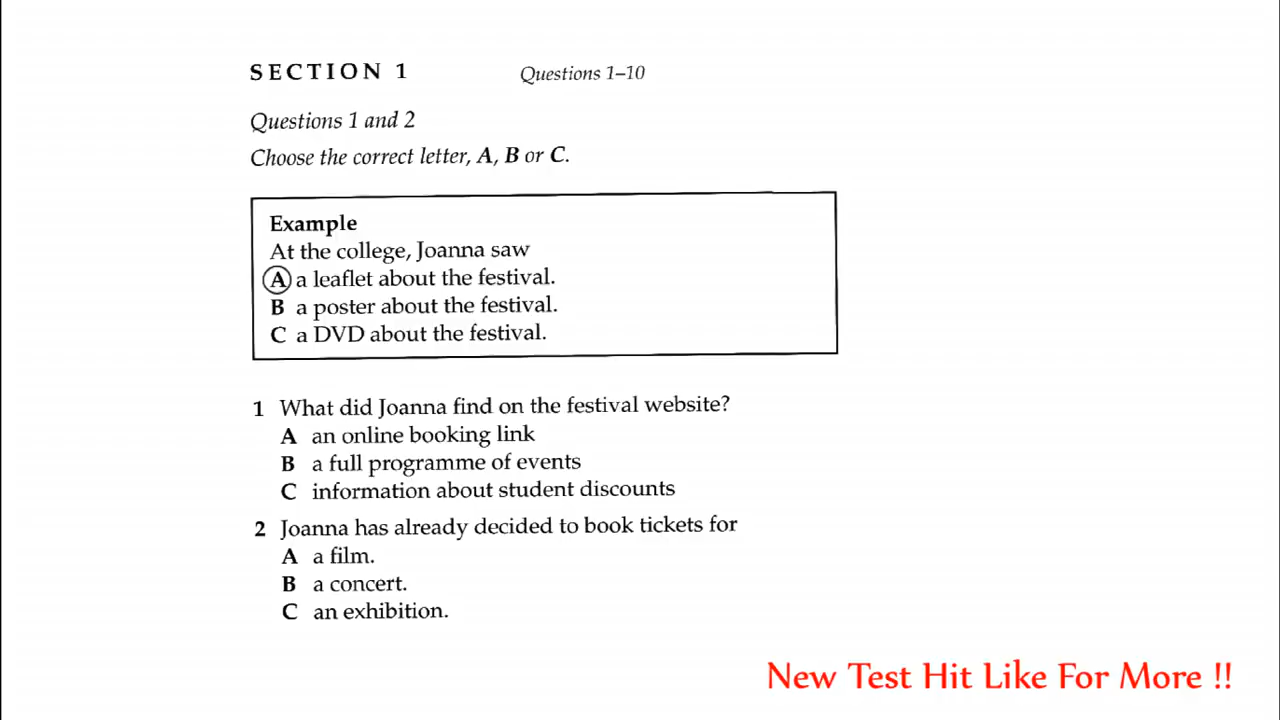 SECTION 1 Questions 1–10
Questions 1 and 2
Choose the correct letter, A, B or C.
Example
At the college, Joanna saw
A a leaflet about the festival.
B a poster about the festival.
C a DVD about the festival.
1 What did Joanna find on the festival website?
A an online booking link
B a full programme of events
C information about student discounts
2 Joanna has already decided to book tickets for
A a film.
B a concert.
C an exhibition.
New Test Hit Like For More !!